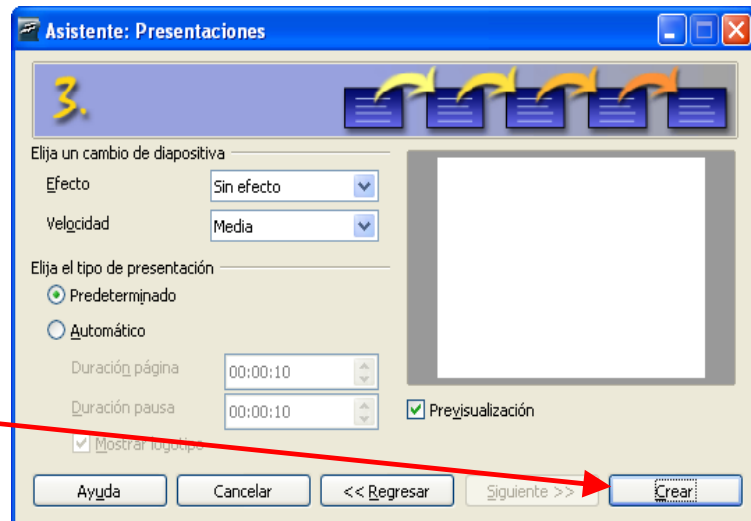 Asistente: Presentaciones
3.
Elija un cambio de diapositiva
Efecto Sin efecto
Velocidad Media
Elija el tipo de presentación
Predeterminado
Automático
Duración página 00:00:10
Duración pausa 00:00:10
Previsualización
Mostrar logotipo
Ayuda Cancelar << Regresar Siguiente >> Crear